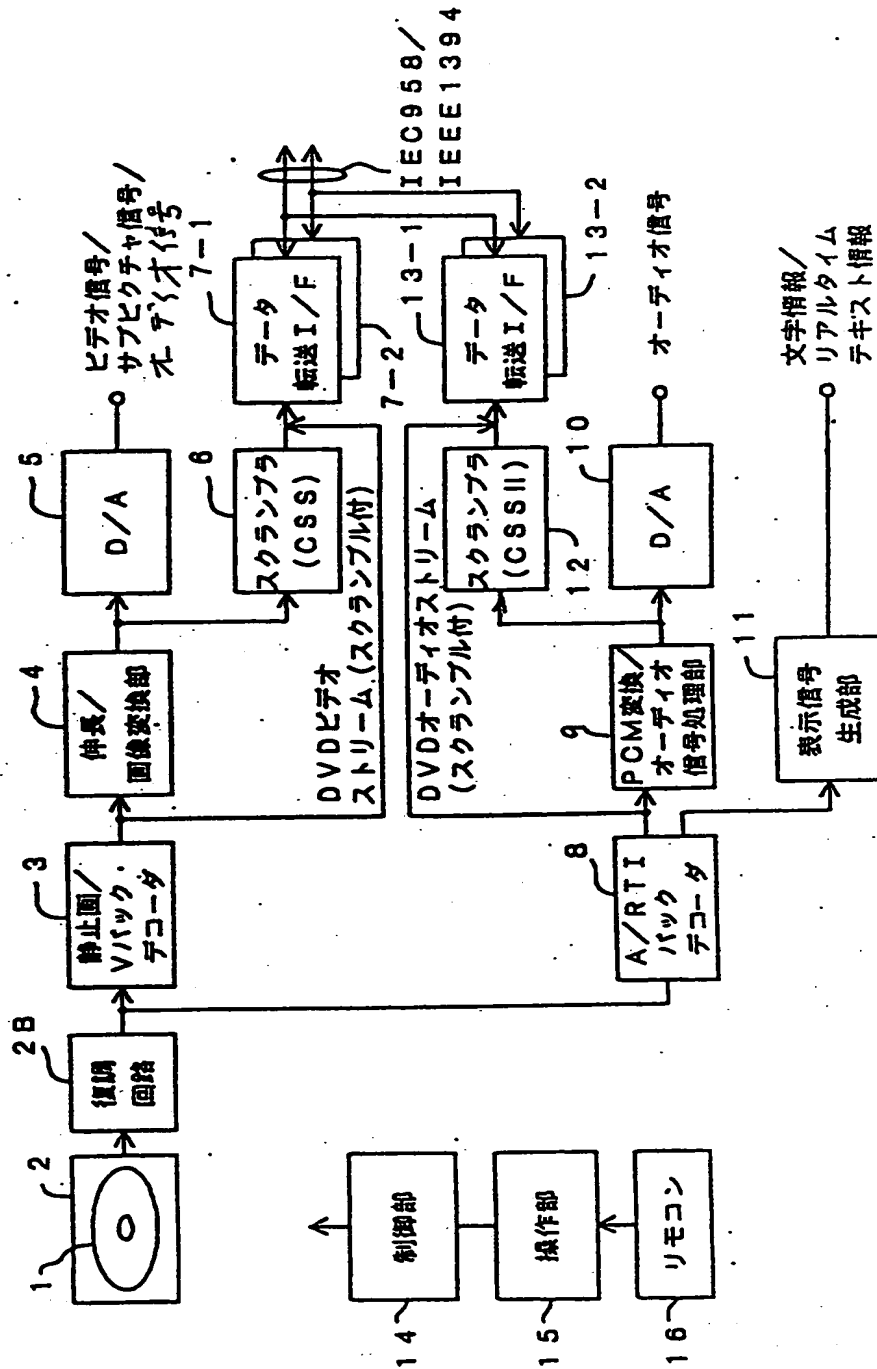 1
2
2B
復調
回路
3
静止画/
Vパック・
デコーダ
4
伸長/
画像変換部
5
D/A
ビデオ信号/
サブピクチャ信号/
オーディオ信号
6
スクランブラ
(CSS)
7-1
データ
転送I/F
7-2
IEC958/
IEEE1394
DVDビデオ
ストリーム(スクランブル付)
DVDオーディオストリーム
(スクランブル付)
スクランブラ
(CSSII)
12
13-1
データ
転送I/F
13-2
8
A/RTI
パック
デコーダ
9
PCM変換/
オーディオ
信号処理部
10
D/A
オーディオ信号
11
表示信号
生成部
文字情報/
リアルタイム
テキスト情報
制御部
14
操作部
15
リモコン
16